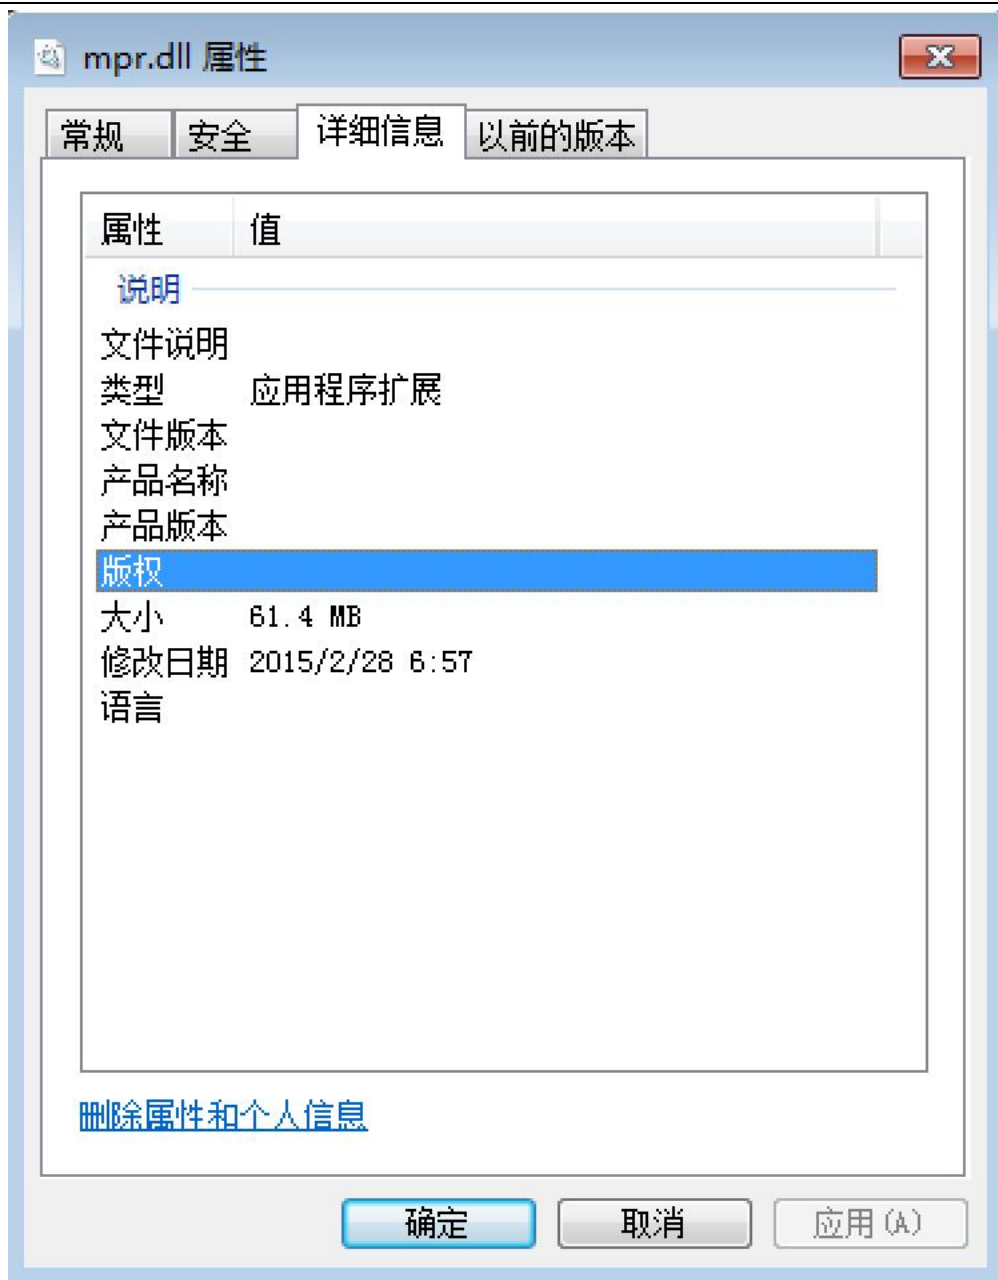 mpr.dll 属性
常规 安全 详细信息 以前的版本
属性 值
说明
文件说明
类型 应用程序扩展
文件版本
产品名称
产品版本
版权
大小 61.4 MB
修改日期 2015/2/28 6:57
语言
删除属性和个人信息
确定 取消 应用(A)